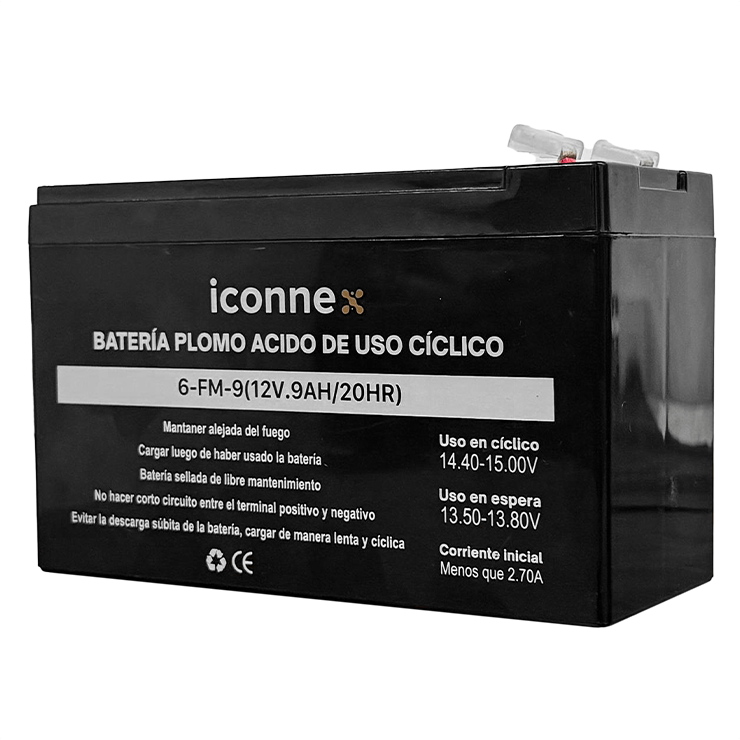 iconnex
BATERÍA PLOMO ACIDO DE USO CÍCLICO
6-FM-9(12V.9AH/20HR)
Mantaner alejada del fuego
Cargar luego de haber usado la batería
Batería sellada de libre mantenimiento
No hacer corto circuito entre el terminal positivo y negativo
Evitar la descarga súbita de la batería, cargar de manera lenta y cíclica
CE
Uso en cíclico
14.40-15.00V
Uso en espera
13.50-13.80V
Corriente inicial
Menos que 2.70A